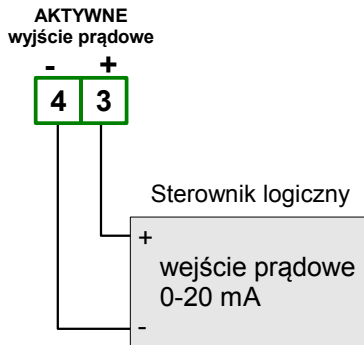 AKTYWNE
wyjście prądowe
- +
4 3
Sterownik logiczny
+
wejście prądowe
0-20 mA
-